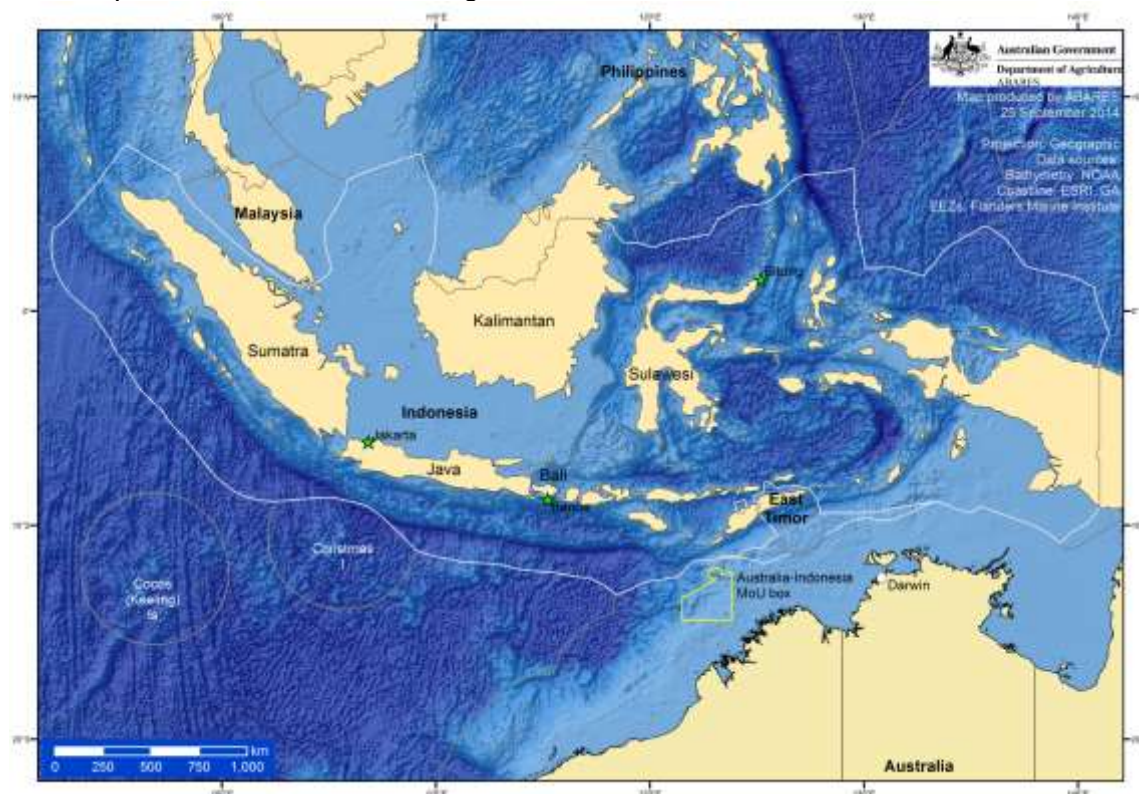 Australian Government
Department of Agriculture
ABARES
Map produced by ABARES
25 September 2014
Projection: Geographic
Data sources:
Bathymetry: NOAA
Coastline: ESRI, GA
EEZs: Flanders Marine Institute
Philippines
Malaysia
Bitung
Kalimantan
Sumatra
Sulawesi
Indonesia
Jakarta
Java
Bali
East
Timor
Christmas
I
Cocos
(Keeling)
Is
Australia-Indonesia
MoU box
Darwin
0 250 500 750 1,000 km
Australia